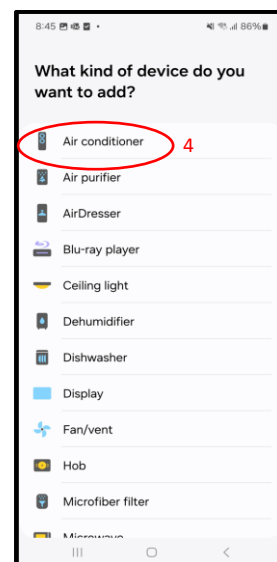 8:45
86%
What kind of device do you
want to add?
Air conditioner 4
Air purifier
AirDresser
Blu-ray player
Ceiling light
Dehumidifier
Dishwasher
Display
Fan/vent
Hob
Microfiber filter
Microwave